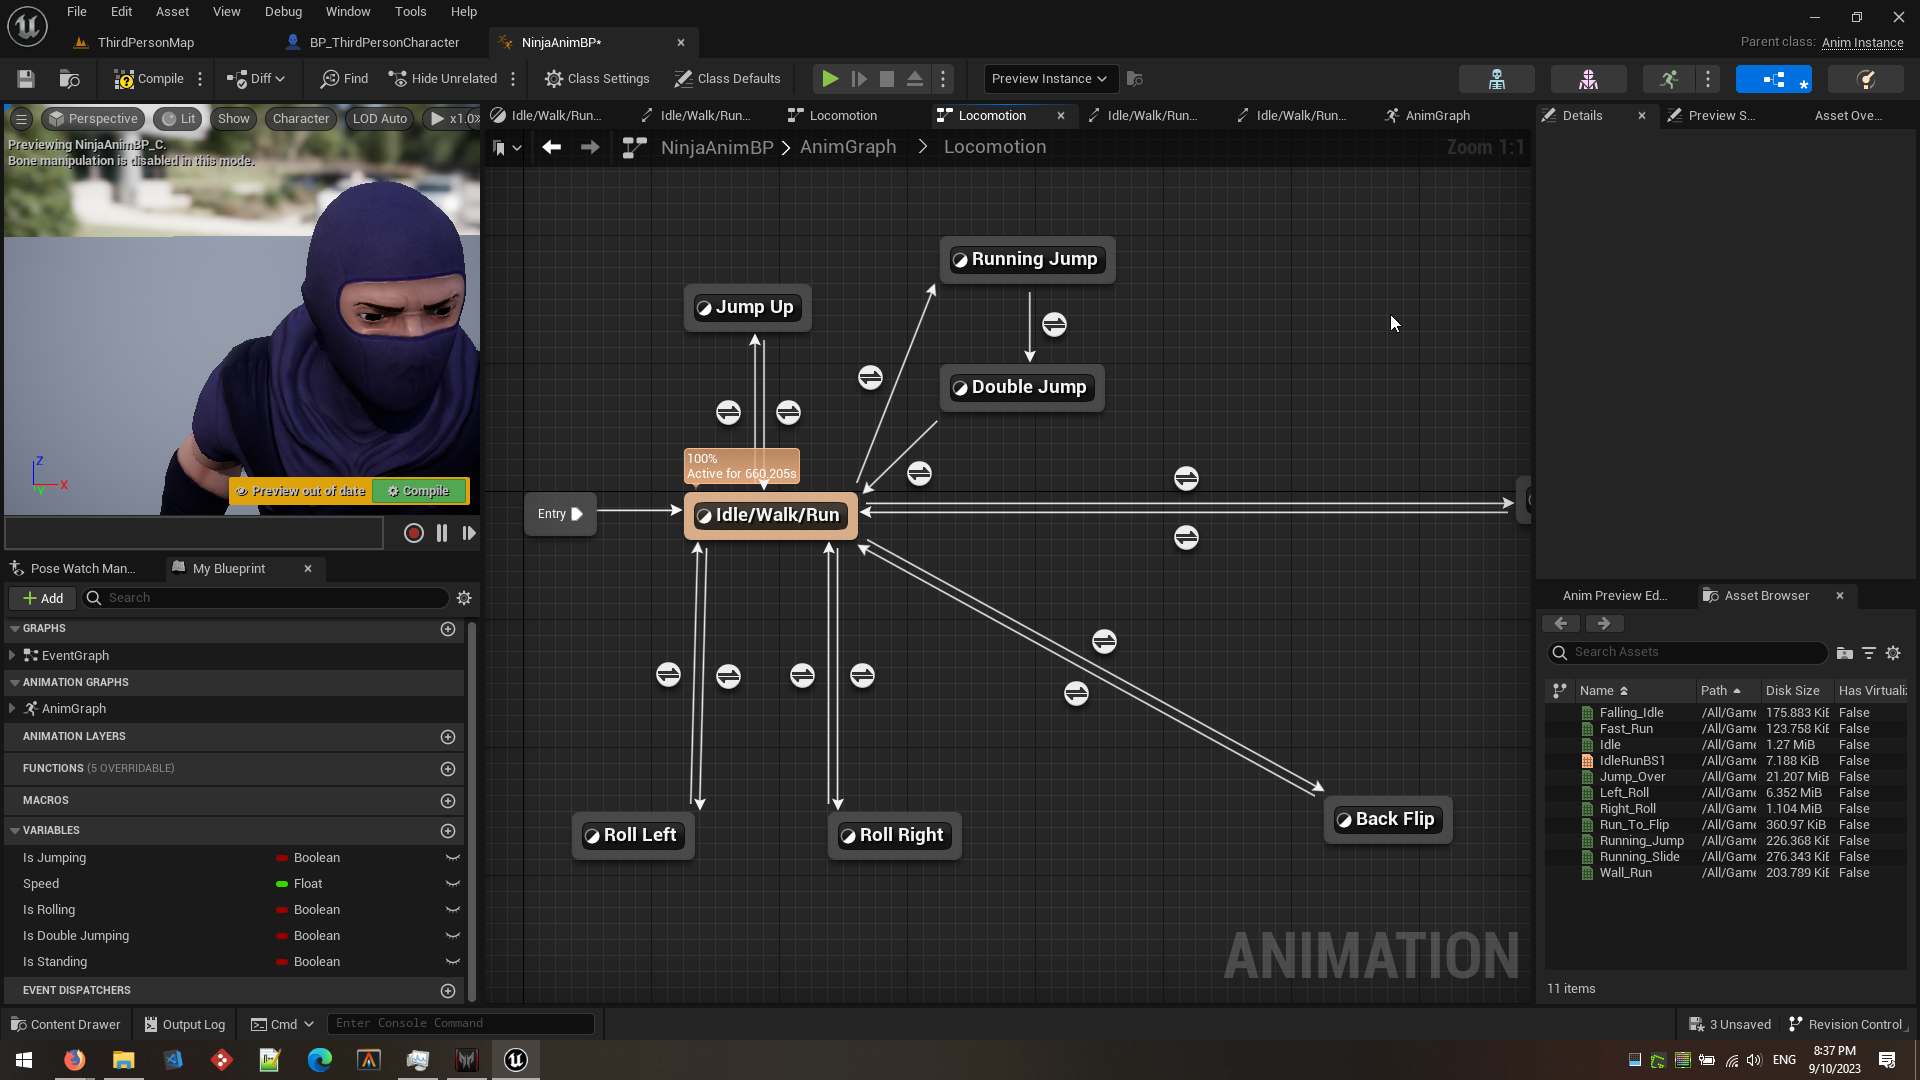 File Edit Asset View Debug Window Tools Help
ThirdPersonMap BP_ThirdPersonCharacter NinjaAnimBP*
Parent class: Anim Instance
Compile Diff Find Hide Unrelated Class Settings Class Defaults Preview Instance
Perspective Lit Show Character LOD Auto x1.0
Previewing NinjaAnimBP_C.
Bone manipulation is disabled in this mode.
Z
X
Preview out of date Compile
Pose Watch Man... My Blueprint
Add Search
GRAPHS
EventGraph
ANIMATION GRAPHS
AnimGraph
ANIMATION LAYERS
FUNCTIONS (5 OVERRIDABLE)
MACROS
VARIABLES
Is Jumping Boolean
Speed Float
Is Rolling Boolean
Is Double Jumping Boolean
Is Standing Boolean
EVENT DISPATCHERS
Idle/Walk/Run... Idle/Walk/Run... Locomotion Locomotion Idle/Walk/Run... Idle/Walk/Run... AnimGraph
NinjaAnimBP > AnimGraph > Locomotion
Zoom 1:1
Running Jump
Jump Up
Double Jump
100%
Active for 660.205s
Entry
Idle/Walk/Run
Roll Left
Roll Right
Back Flip
ANIMATION
Details Preview S... Asset Ove...
Anim Preview Ed... Asset Browser
Search Assets
Name Path Disk Size Has Virtuali
Falling_Idle /All/Game 175.883 KiE False
Fast_Run /All/Game 123.758 KiE False
Idle /All/Game 1.27 MiB False
IdleRunBS1 /All/Game 7.188 KiB False
Jump_Over /All/Game 21.207 MiB False
Left_Roll /All/Game 6.352 MiB False
Right_Roll /All/Game 1.104 MiB False
Run_To_Flip /All/Game 360.97 KiB False
Running_Jump /All/Game 226.368 KiE False
Running_Slide /All/Game 276.343 KiE False
Wall_Run /All/Game 203.789 KiE False
11 items
Content Drawer Output Log Cmd Enter Console Command
3 Unsaved Revision Control
ENG
8:37 PM
9/10/2023